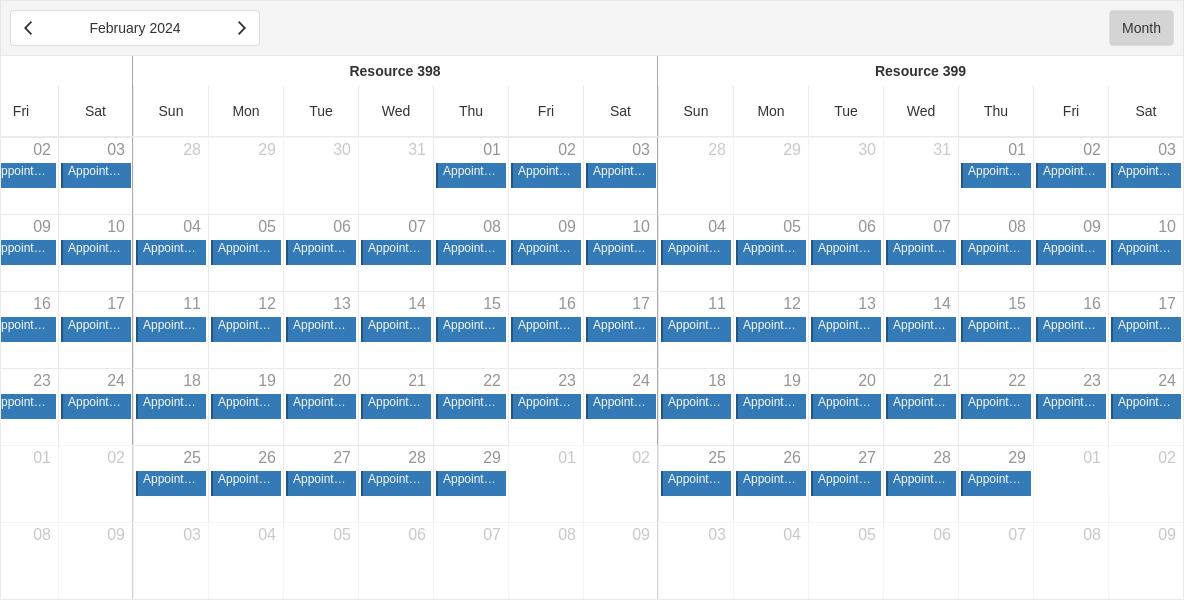 February 2024 Month
Resource 398 Resource 399
Fri Sat Sun Mon Tue Wed Thu Fri Sat Sun Mon Tue Wed Thu Fri Sat
02 03 28 29 30 31 01 02 03 28 29 30 31 01 02 03
ppoint… Appoint… Appoint… Appoint… Appoint… Appoint… Appoint… Appoint…
09 10 04 05 06 07 08 09 10 04 05 06 07 08 09 10
ppoint… Appoint… Appoint… Appoint… Appoint… Appoint… Appoint… Appoint… Appoint… Appoint… Appoint… Appoint… Appoint… Appoint… Appoint… Appoint…
16 17 11 12 13 14 15 16 17 11 12 13 14 15 16 17
ppoint… Appoint… Appoint… Appoint… Appoint… Appoint… Appoint… Appoint… Appoint… Appoint… Appoint… Appoint… Appoint… Appoint… Appoint… Appoint…
23 24 18 19 20 21 22 23 24 18 19 20 21 22 23 24
ppoint… Appoint… Appoint… Appoint… Appoint… Appoint… Appoint… Appoint… Appoint… Appoint… Appoint… Appoint… Appoint… Appoint… Appoint… Appoint…
01 02 25 26 27 28 29 01 02 25 26 27 28 29 01 02
Appoint… Appoint… Appoint… Appoint… Appoint… Appoint… Appoint… Appoint… Appoint… Appoint…
08 09 03 04 05 06 07 08 09 03 04 05 06 07 08 09